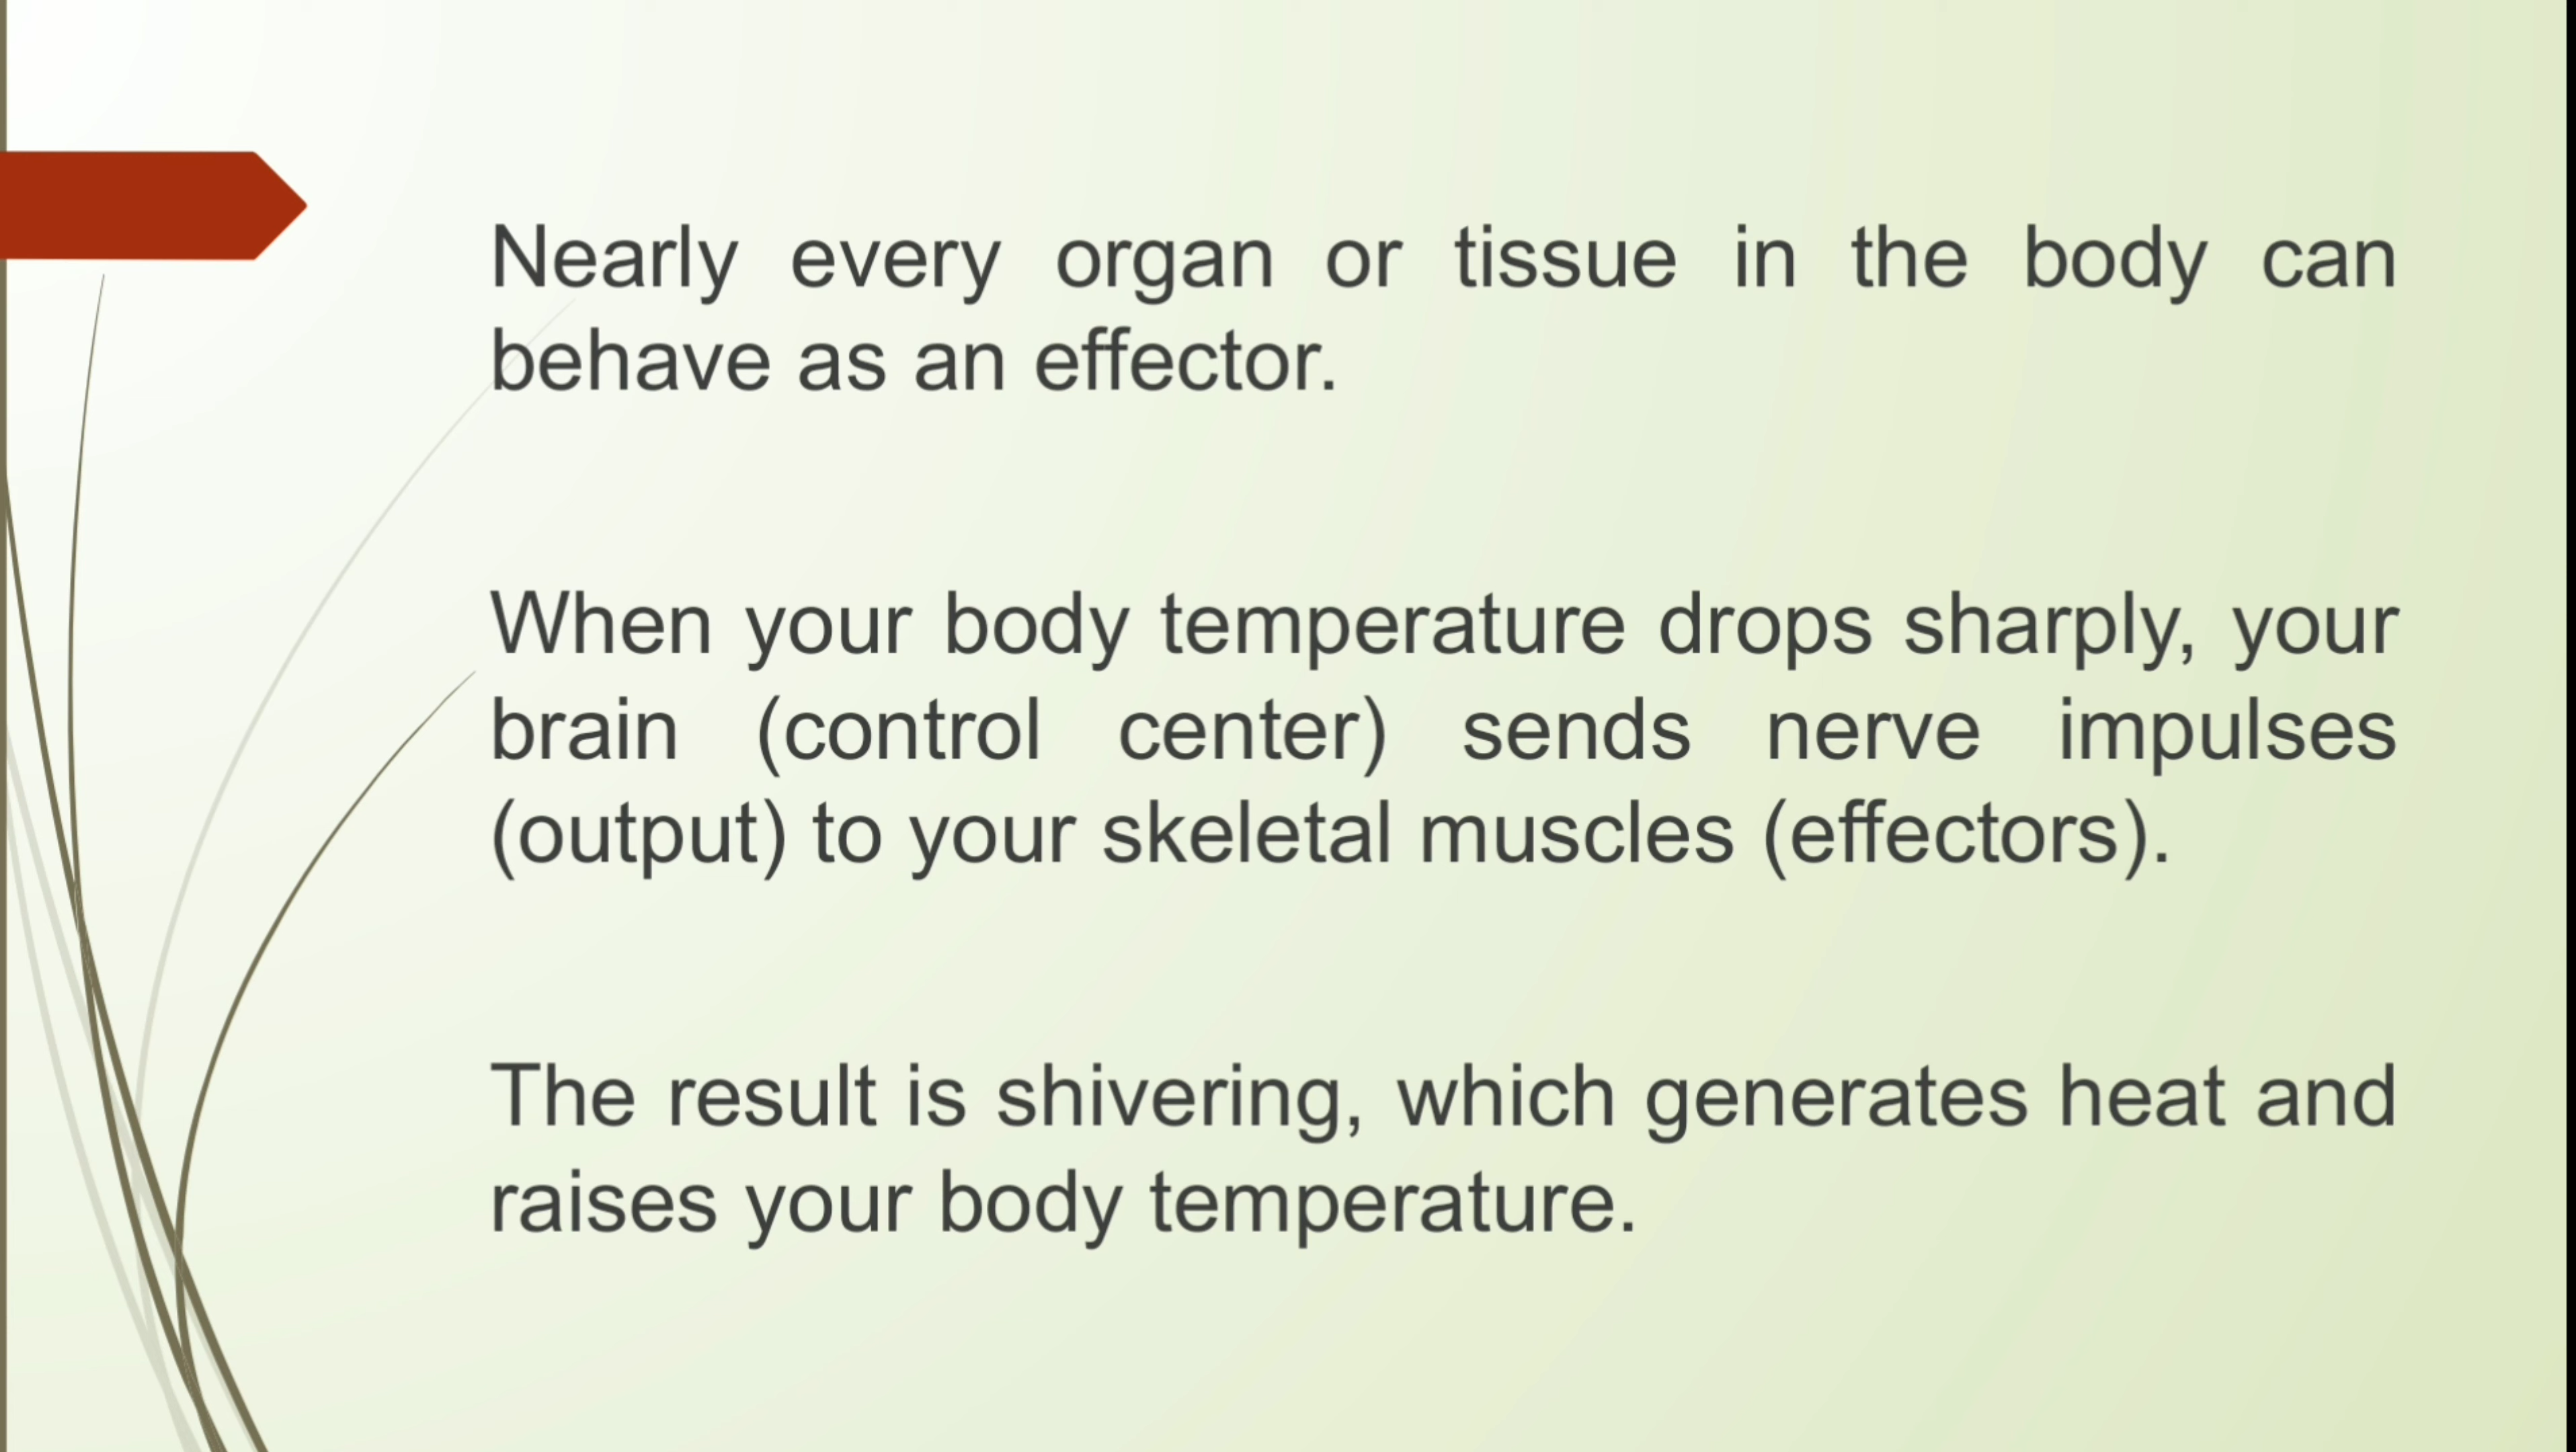 Nearly every organ or tissue in the body can
behave as an effector.
When your body temperature drops sharply, your
brain (control center) sends nerve impulses
(output) to your skeletal muscles (effectors).
The result is shivering, which generates heat and
raises your body temperature.